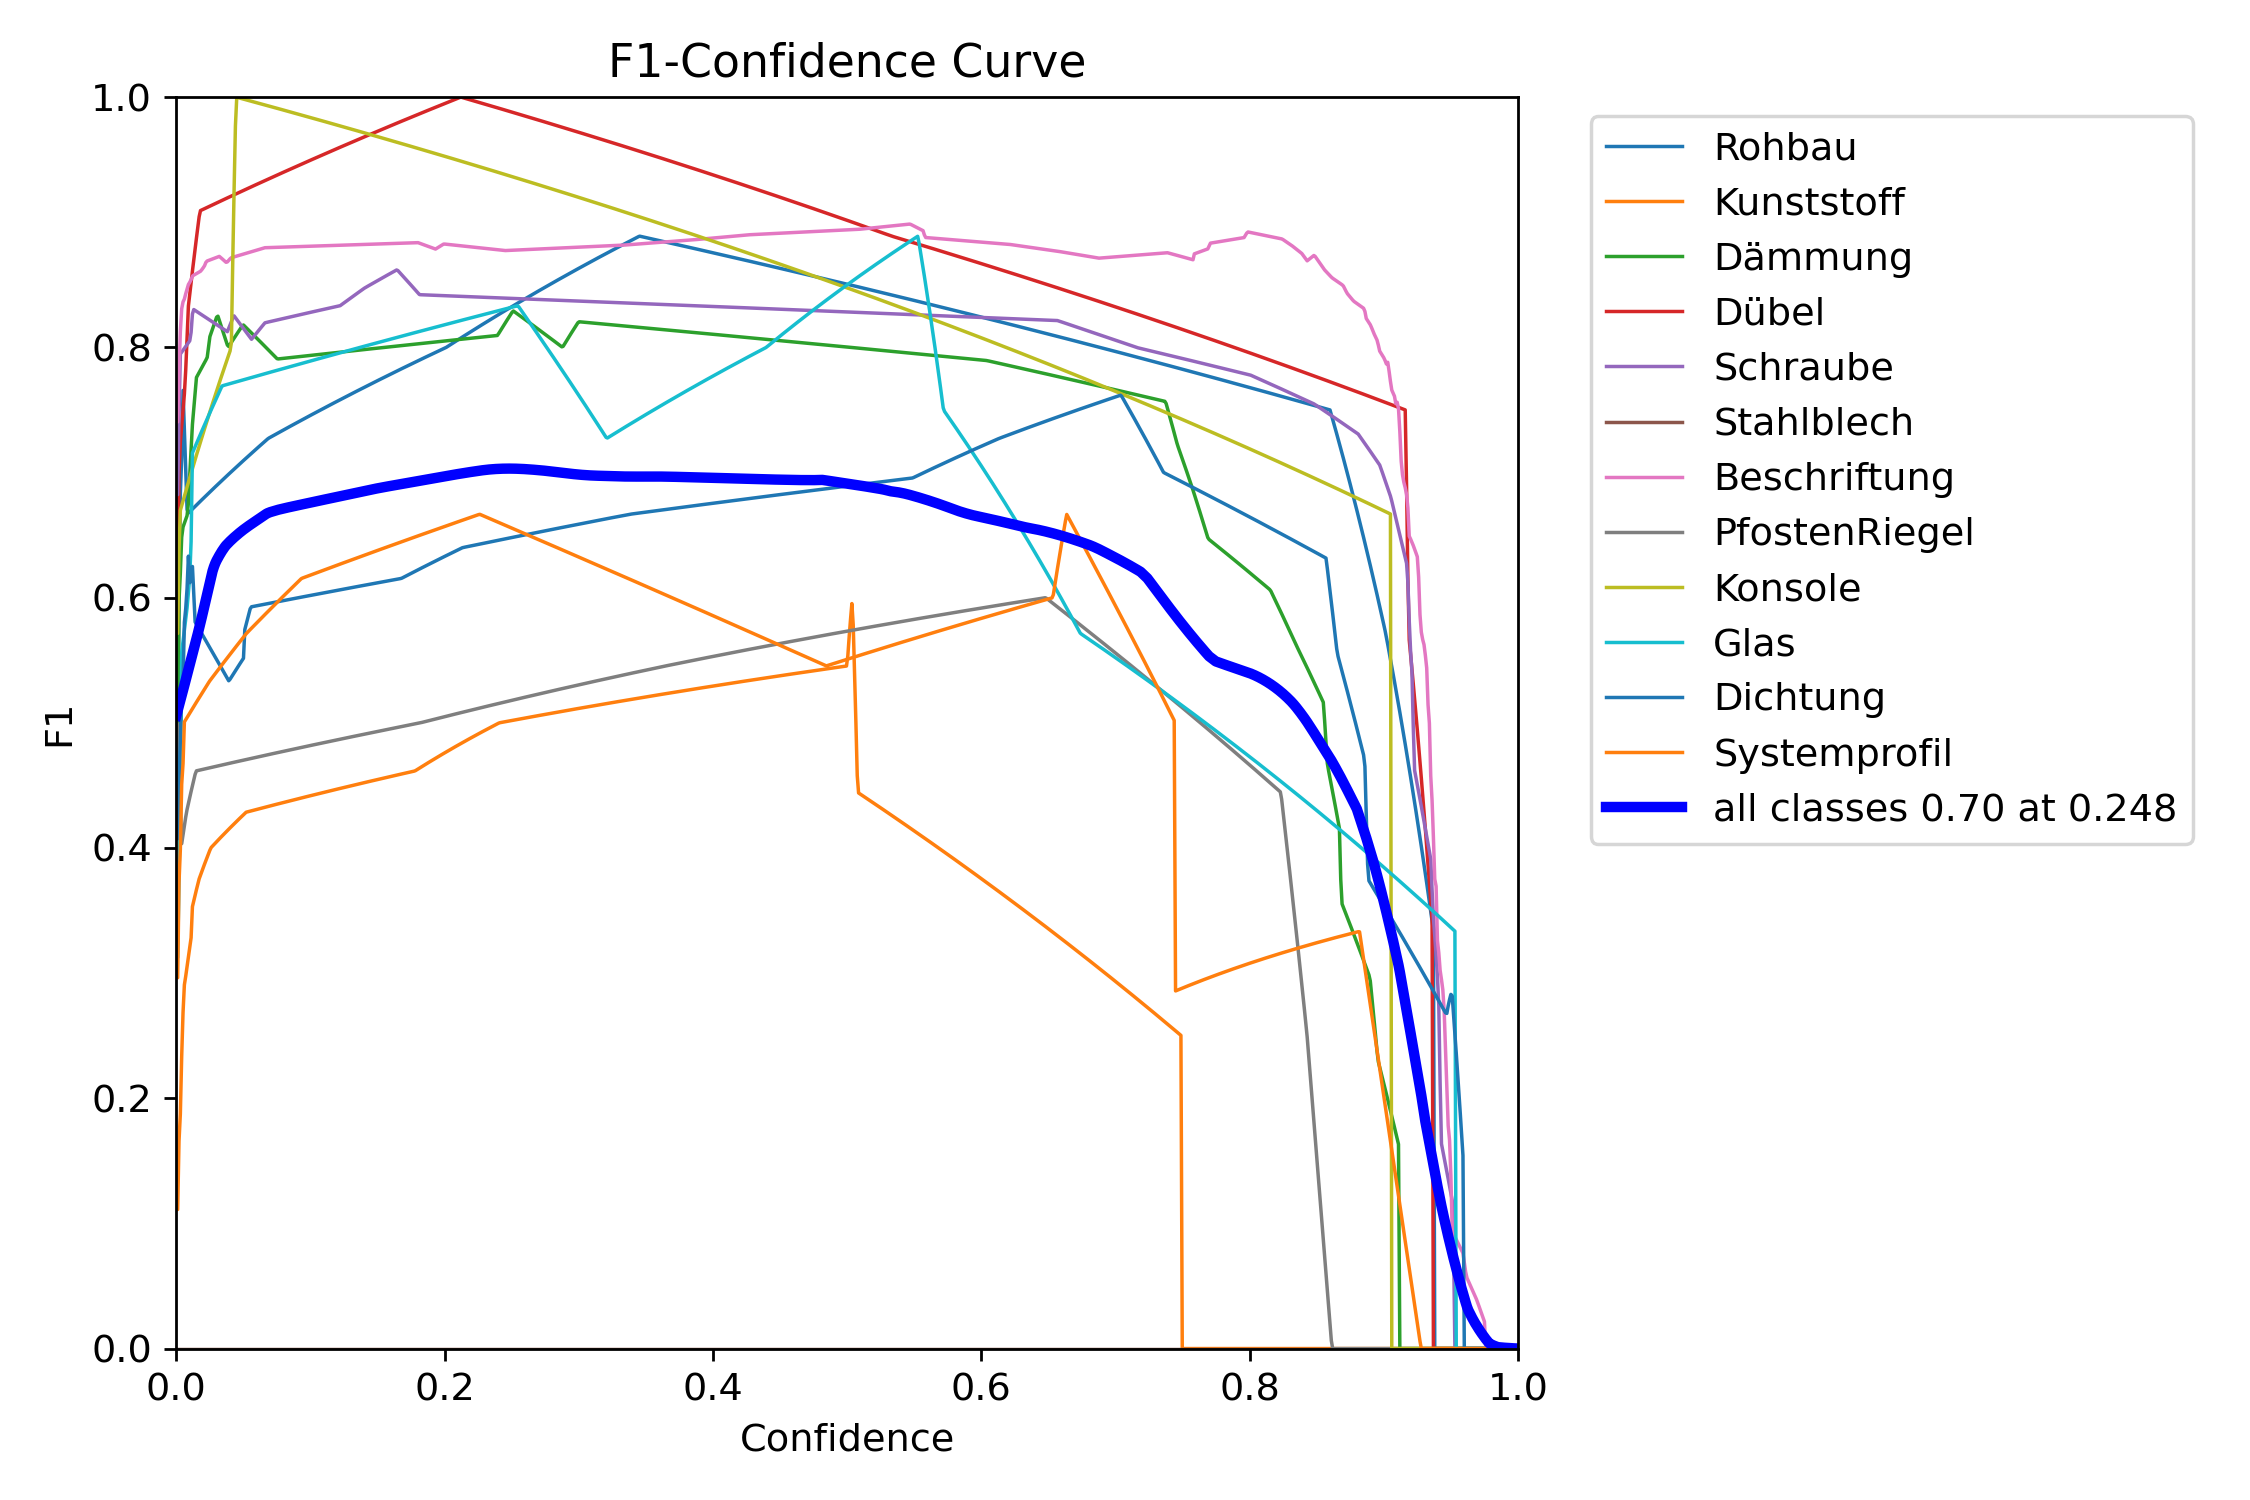 F1-Confidence Curve
1.0
0.8
0.6
0.4
0.2
0.0
F1
0.0 0.2 0.4 0.6 0.8 1.0
Confidence
Rohbau
Kunststoff
Dämmung
Dübel
Schraube
Stahlblech
Beschriftung
PfostenRiegel
Konsole
Glas
Dichtung
Systemprofil
all classes 0.70 at 0.248